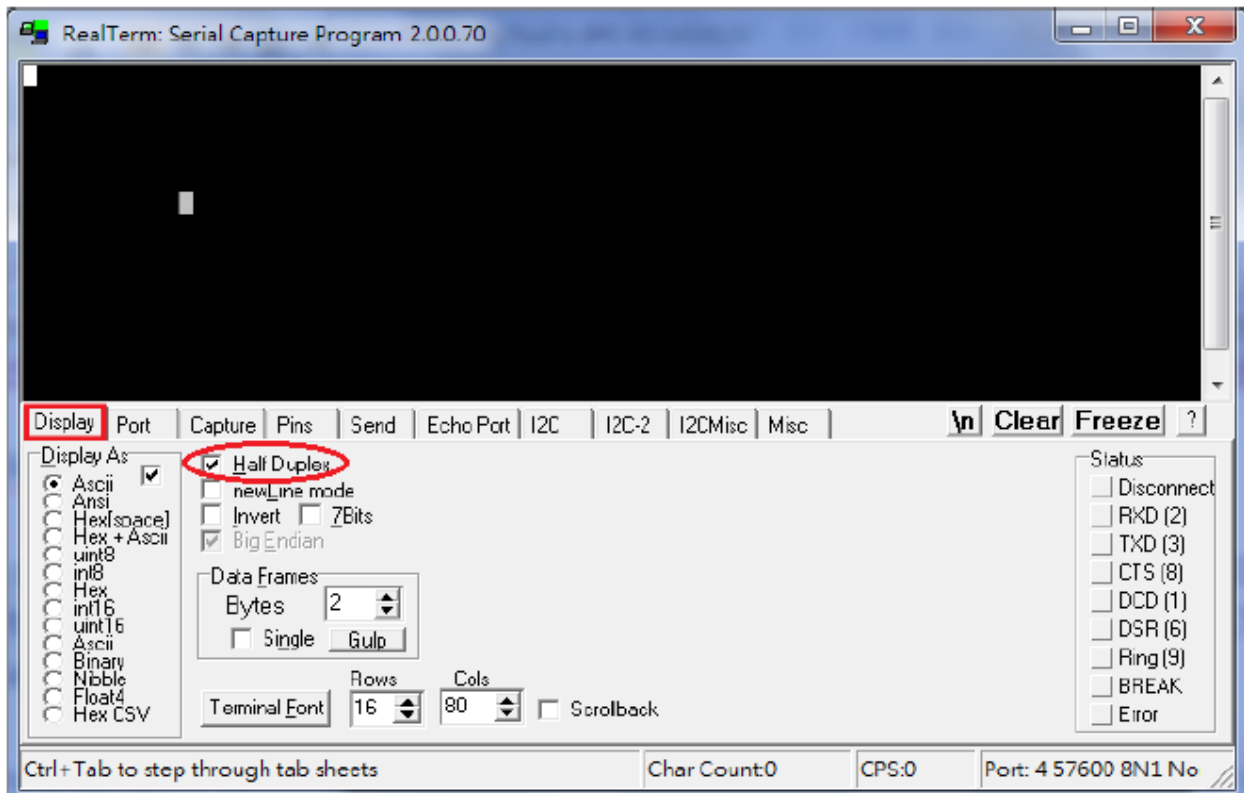 RealTerm: Serial Capture Program 2.0.0.70
Display Port Capture Pins Send Echo Port I2C I2C-2 I2CMisc Misc \n Clear Freeze ?
Display As
Ascii
Ansi
Hex[space]
Hex + Ascii
uint8
int8
Hex
int16
uint16
Ascii
Binary
Nibble
Float4
Hex CSV
Half Duplex
newLine mode
Invert 7Bits
Big Endian
Data Frames
Bytes 2
Single Gulp
Rows Cols
Terminal Font 16 80 Scrollback
Status
Disconnect
RXD (2)
TXD (3)
CTS (8)
DCD (1)
DSR (6)
Ring (9)
BREAK
Error
Ctrl+Tab to step through tab sheets Char Count:0 CPS:0 Port: 4 57600 8N1 No